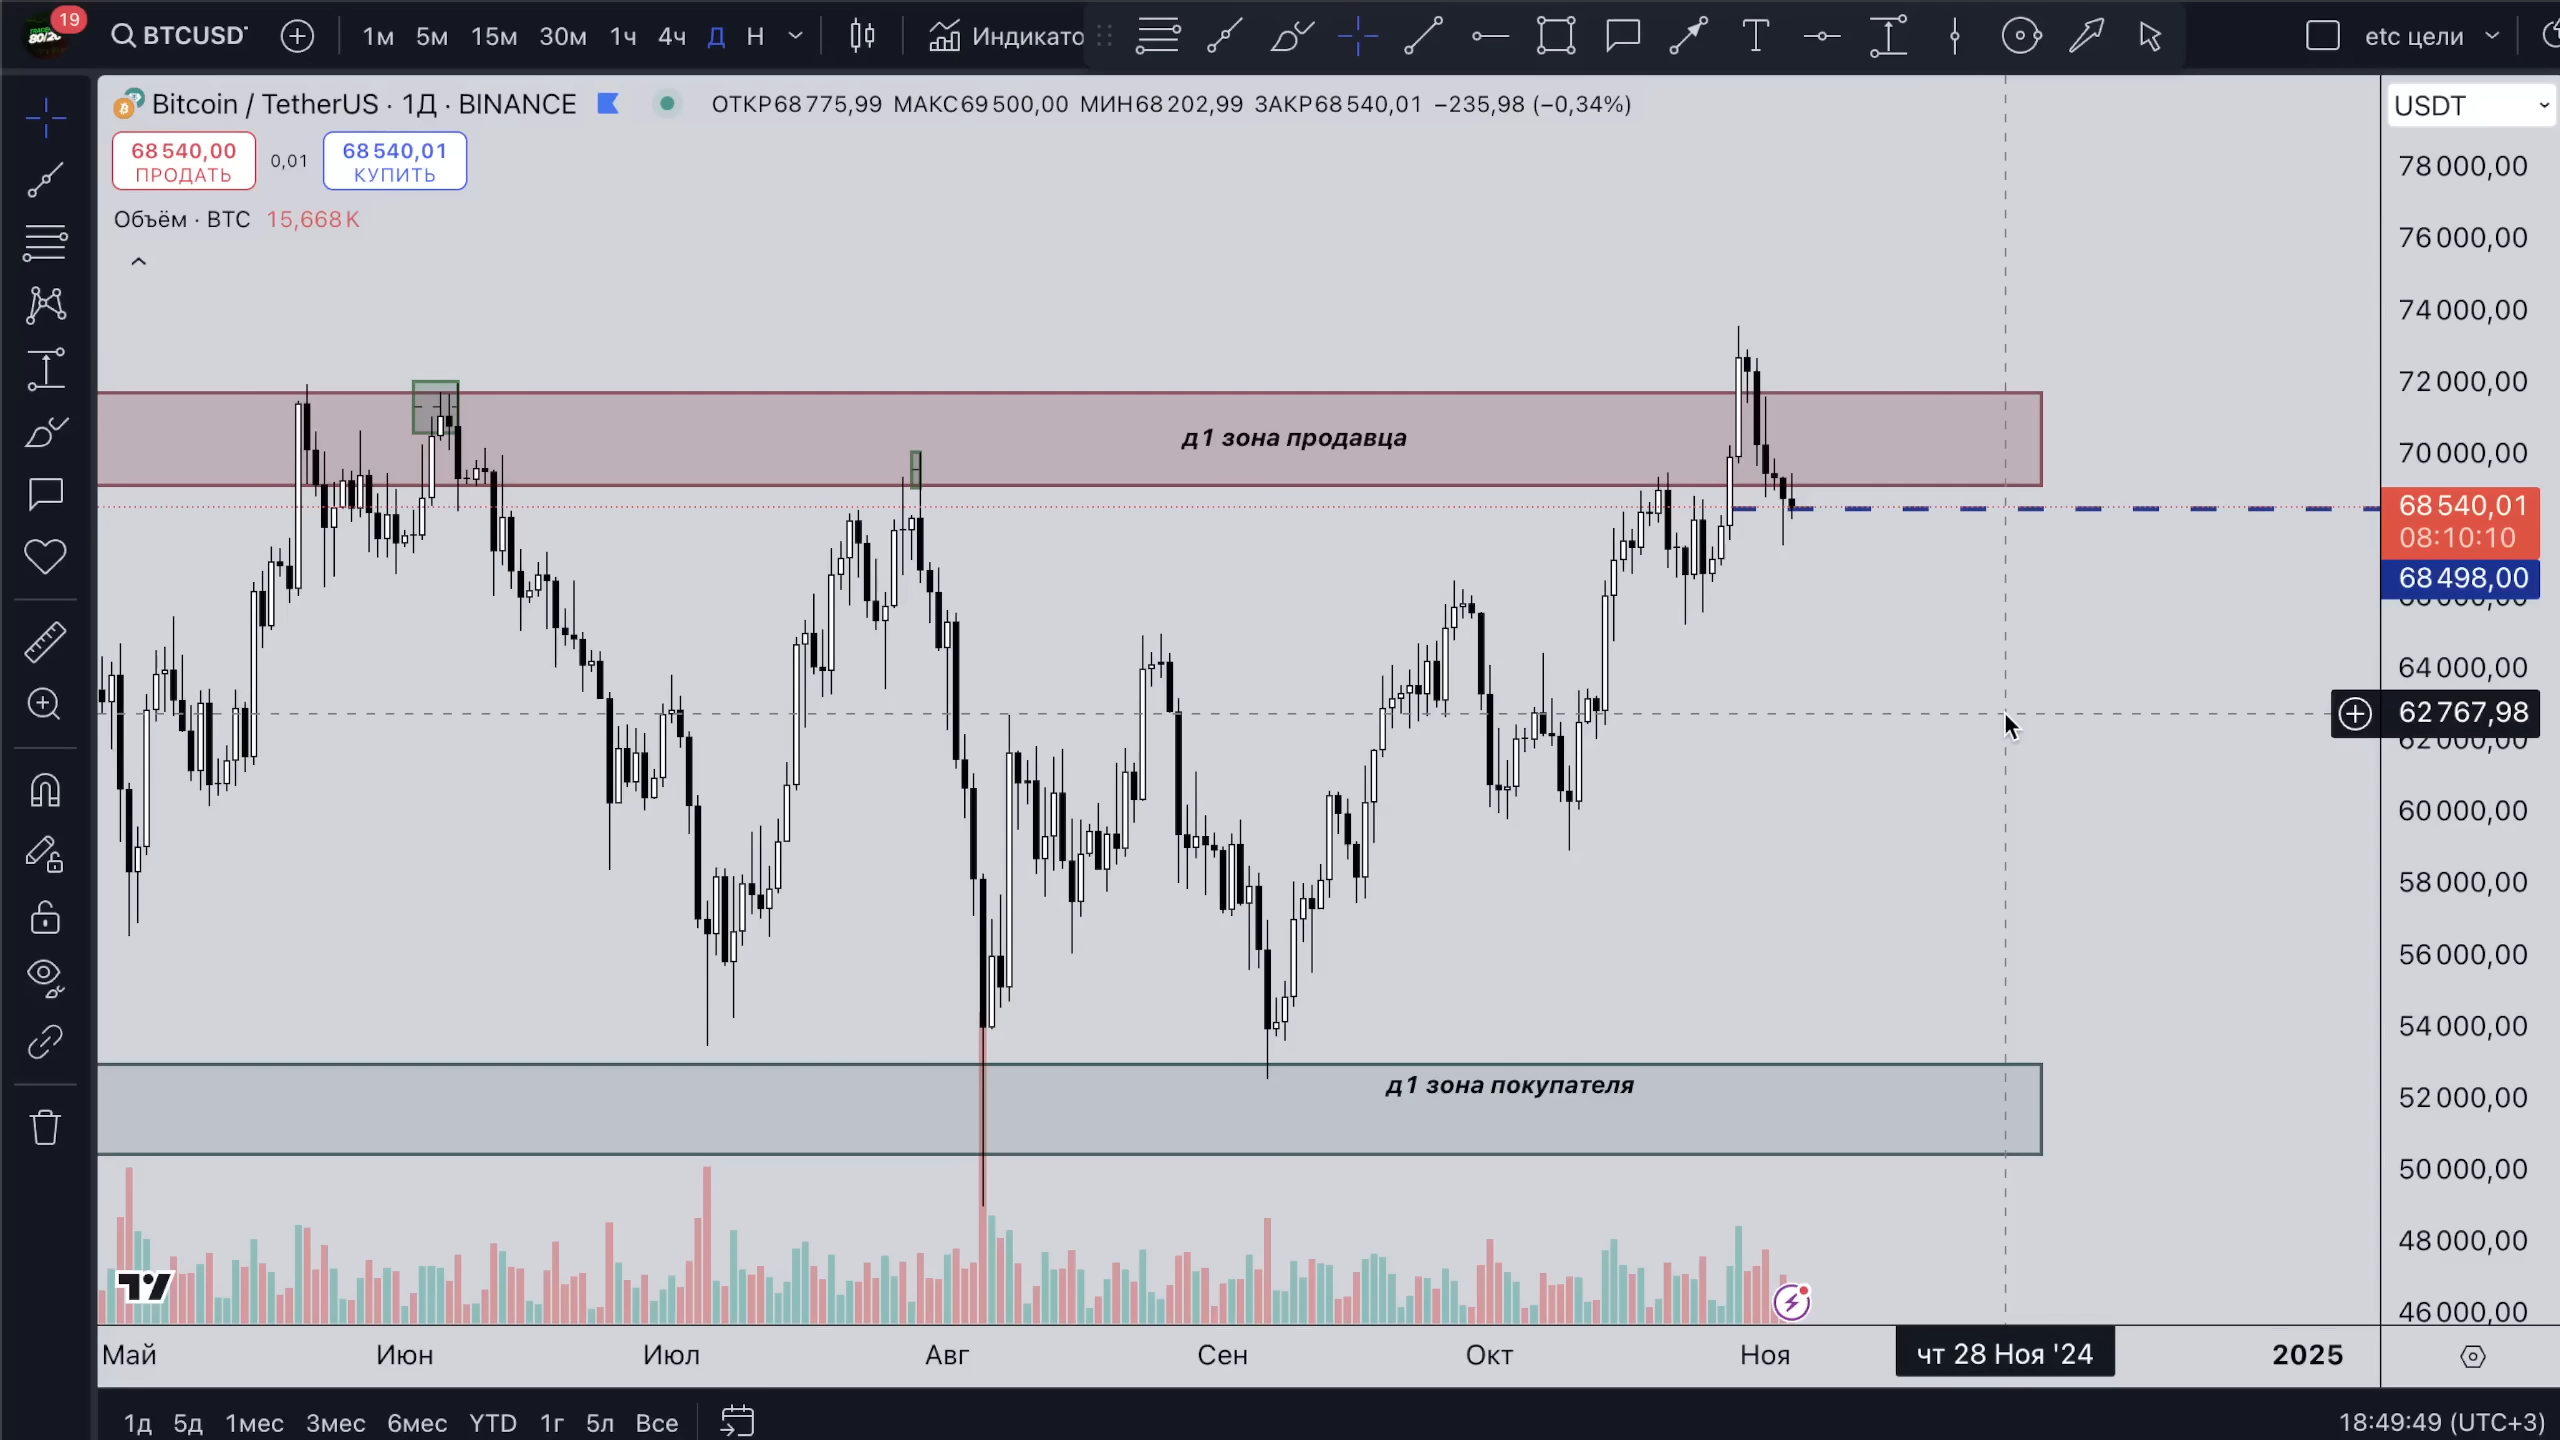 19
BTCUSD
1м 5м 15м 30м 1ч 4ч Д Н
Индикато
etc цели
Bitcoin / TetherUS · 1Д · BINANCE
ОТКР68 775,99 МАКС69 500,00 МИН68 202,99 ЗАКР68 540,01 −235,98 (−0,34%)
USDT
68 540,00
ПРОДАТЬ
0,01
68 540,01
КУПИТЬ
Объём · BTC 15,668 K
78 000,00
76 000,00
74 000,00
72 000,00
70 000,00
68 540,01
08:10:10
68 498,00
64 000,00
62 767,98
62 000,00
60 000,00
58 000,00
56 000,00
54 000,00
52 000,00
50 000,00
48 000,00
46 000,00
д1 зона продавца
д1 зона покупателя
Май Июн Июл Авг Сен Окт Ноя чт 28 Ноя '24 2025
1д 5д 1мес 3мес 6мес YTD 1г 5л Все
18:49:49 (UTC+3)